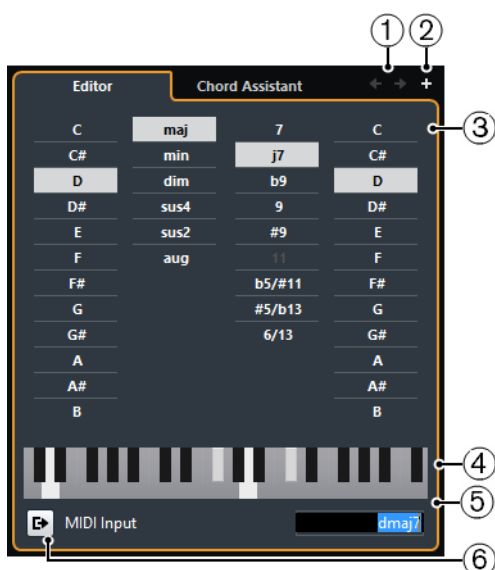 1 2
Editor Chord Assistant +
C maj 7 C 3
C# min j7 C#
D dim b9 D
D# sus4 9 D#
E sus2 #9 E
F aug 11 F
F# b5/#11 F#
G #5/b13 G
G# 6/13 G#
A A
A# A#
B B
4
5
MIDI Input dmaj7
6